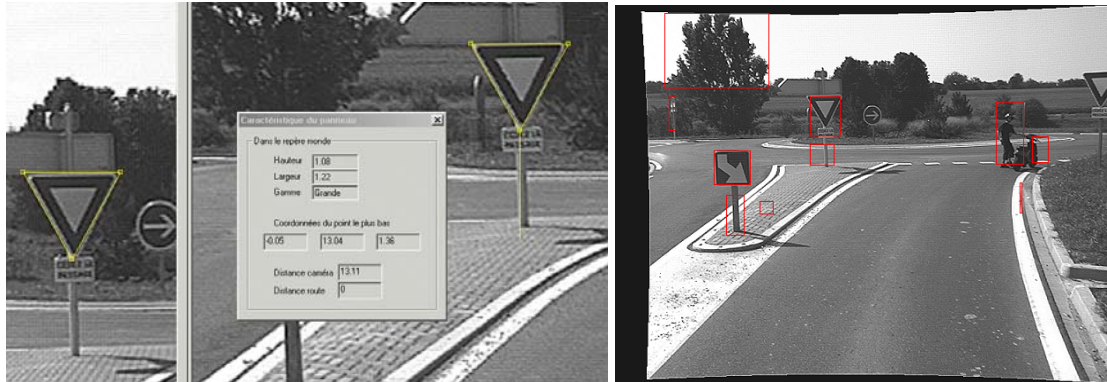 Caractéristique du panneau
Dans le repère monde
Hauteur 1.08
Largeur 1.22
Gamme Grande
Coordonnées du point le plus bas
-0.05 13.04 1.36
Distance caméra 13.11
Distance route 0
PASSAGE